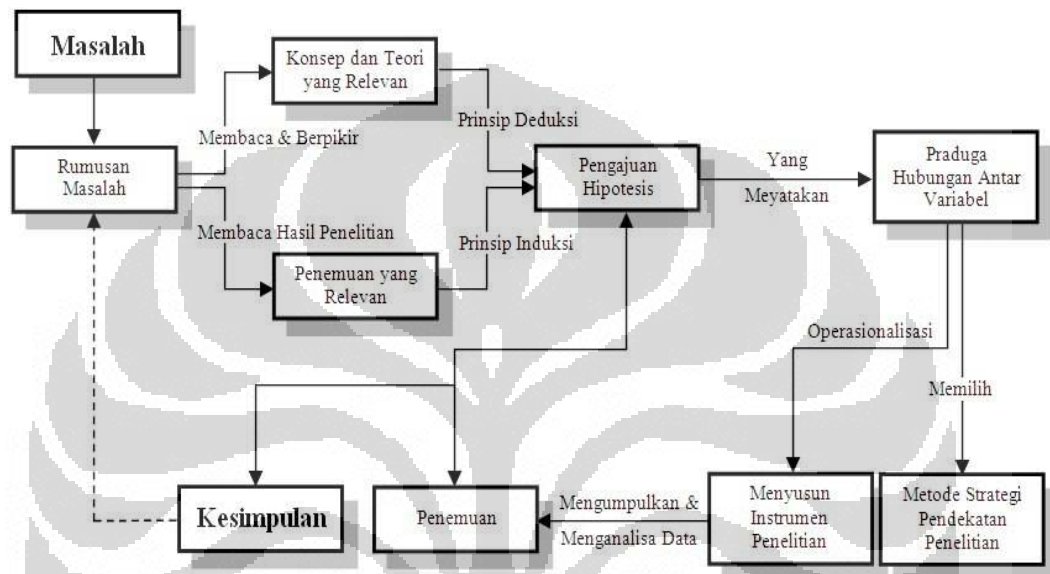 Masalah
Konsep dan Teori
yang Relevan
Membaca & Berpikir
Prinsip Deduksi
Rumusan
Masalah
Pengajuan
Hipotesis
Yang
Meyatakan
Praduga
Hubungan Antar
Variabel
Membaca Hasil Penelitian
Prinsip Induksi
Penemuan yang
Relevan
Operasionalisasi
Memilih
Kesimpulan
Penemuan
Mengumpulkan &
Menganalisa Data
Menyusun
Instrumen
Penelitian
Metode Strategi
Pendekatan
Penelitian